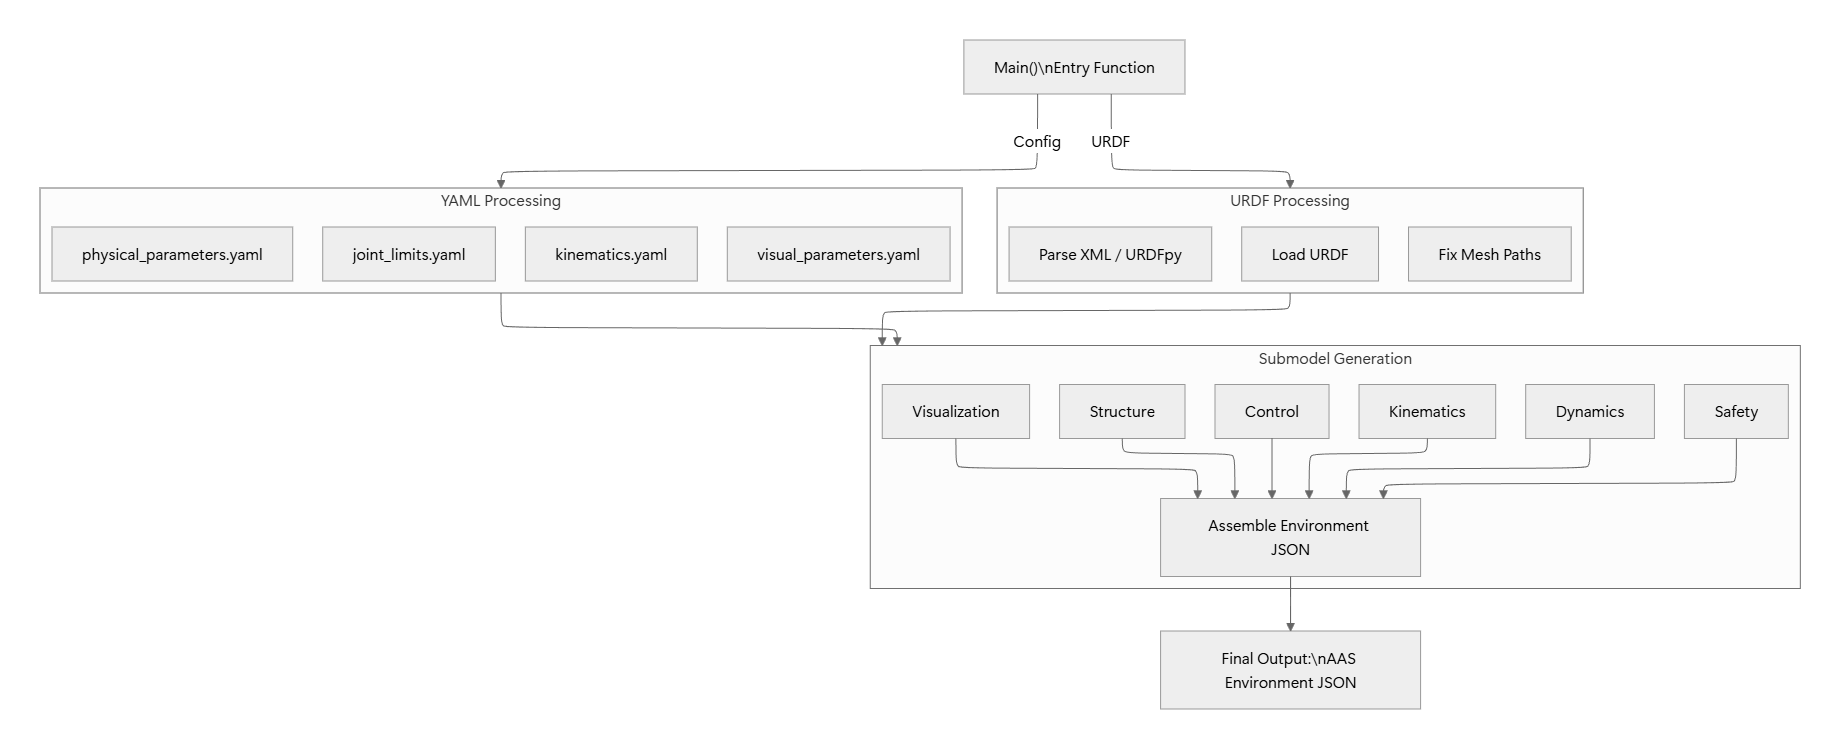 Main()\nEntry Function
Config
URDF
YAML Processing
physical_parameters.yaml
joint_limits.yaml
kinematics.yaml
visual_parameters.yaml
URDF Processing
Parse XML / URDFpy
Load URDF
Fix Mesh Paths
Submodel Generation
Visualization
Structure
Control
Kinematics
Dynamics
Safety
Assemble Environment
JSON
Final Output:\nAAS
Environment JSON